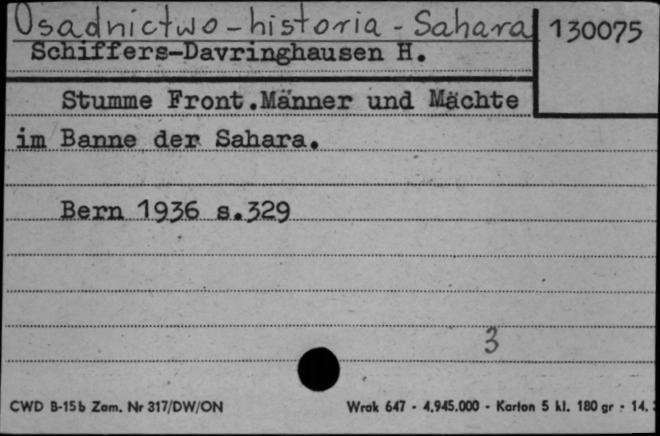 Osadnictwo - historia - Sahara
130075
Schiffers-Davringhausen H.
Stumme Front.Männer und Mächte
im Banne der Sahara.
Bern 1936 s.329
3
CWD B-15b Zam. Nr 317/DW/ON
Wrak 647 - 4.945.000 - Karton 5 kl. 180 gr - 14.